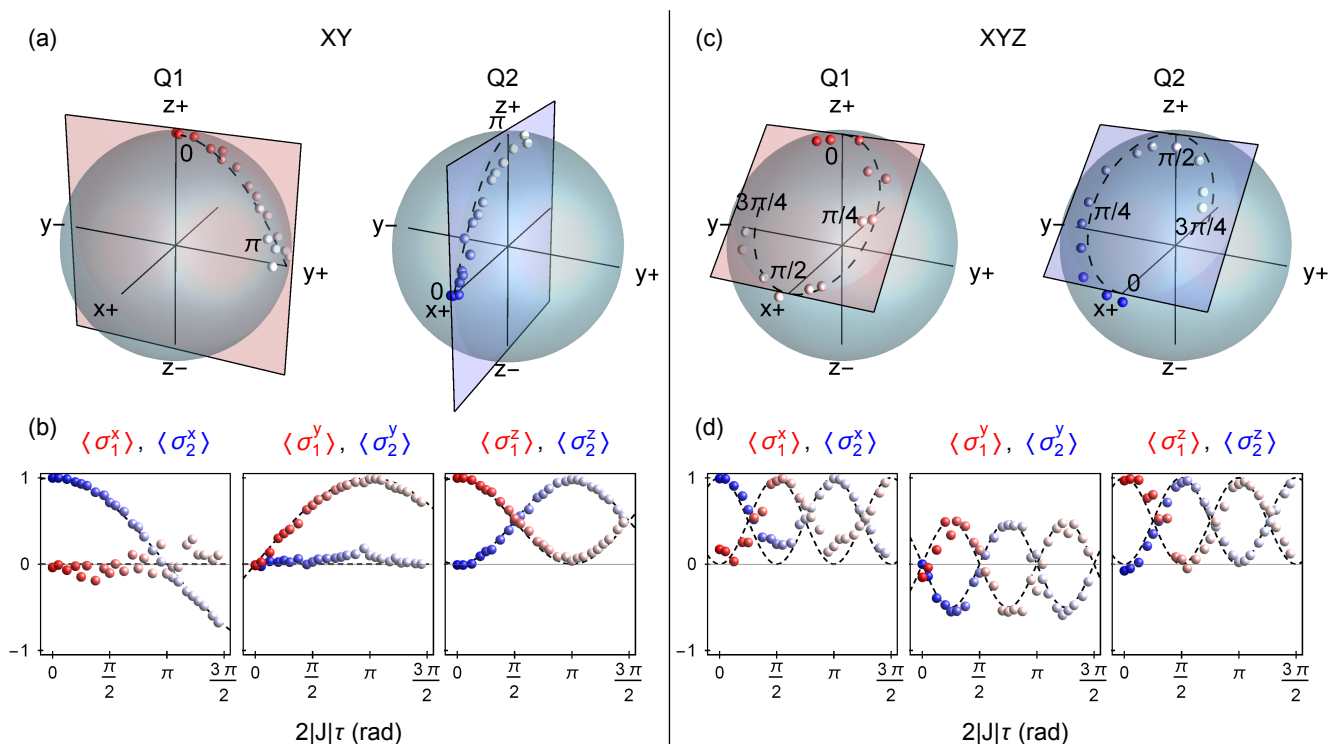 (a)
XY
Q1
z+
0
π
y-
y+
x+
z-
Q2
z+
π
0
x+
y-
y+
z-
(c)
XYZ
Q1
z+
0
3π/4
π/4
π/2
y-
y+
x+
z-
Q2
z+
π/2
π/4
3π/4
0
y-
y+
x+
z-
(b)
⟨σ₁ˣ⟩, ⟨σ₂ˣ⟩
⟨σ₁ʸ⟩, ⟨σ₂ʸ⟩
⟨σ₁ᶻ⟩, ⟨σ₂ᶻ⟩
1
0
-1
0 π/2 π 3π/2
0 π/2 π 3π/2
0 π/2 π 3π/2
2|J|τ (rad)
(d)
⟨σ₁ˣ⟩, ⟨σ₂ˣ⟩
⟨σ₁ʸ⟩, ⟨σ₂ʸ⟩
⟨σ₁ᶻ⟩, ⟨σ₂ᶻ⟩
1
0
-1
0 π/2 π 3π/2
0 π/2 π 3π/2
0 π/2 π 3π/2
2|J|τ (rad)